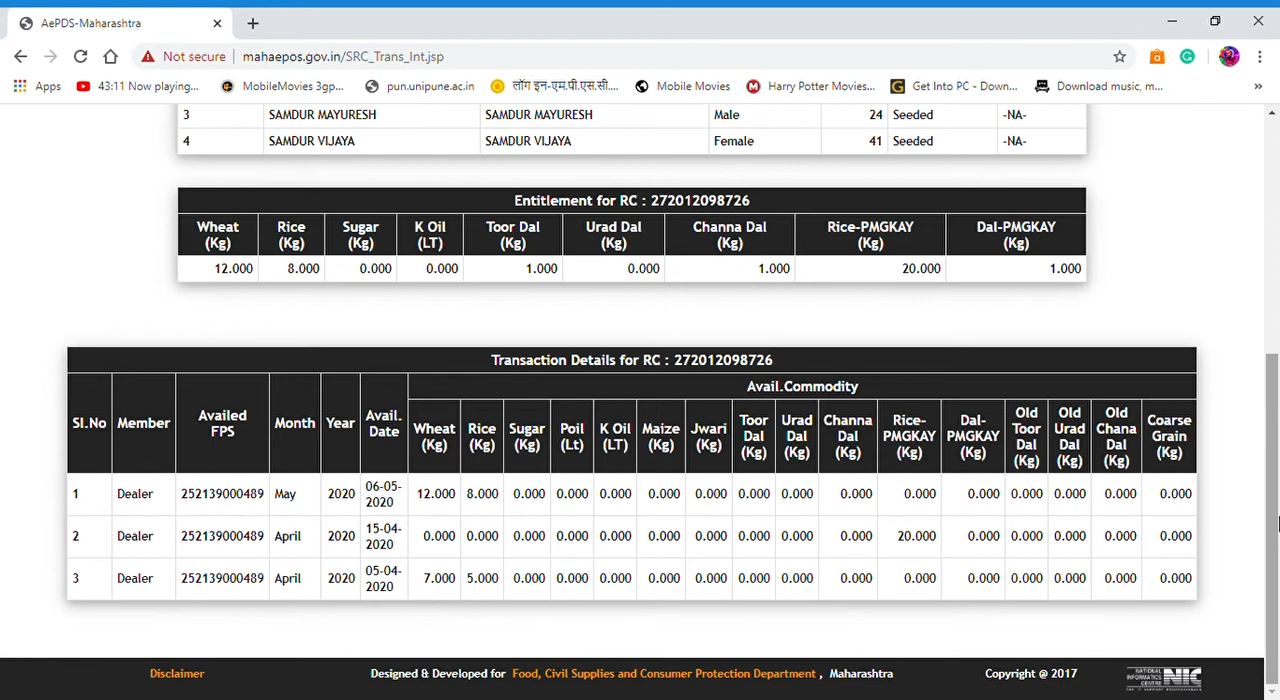 AePDS-Maharashtra
Not secure | mahaepos.gov.in/SRC_Trans_Int.jsp
Apps 43:11 Now playing... MobileMovies 3gp... pun.unipune.ac.in लॉग इन-एम.पी.एस.सी.... Mobile Movies Harry Potter Movies... Get Into PC - Down... Download music, m... »
3 SAMDUR MAYURESH SAMDUR MAYURESH Male 24 Seeded -NA-
4 SAMDUR VIJAYA SAMDUR VIJAYA Female 41 Seeded -NA-
Entitlement for RC : 272012098726
Wheat (Kg) Rice (Kg) Sugar (Kg) K Oil (LT) Toor Dal (Kg) Urad Dal (Kg) Channa Dal (Kg) Rice-PMGKAY (Kg) Dal-PMGKAY (Kg)
12.000 8.000 0.000 0.000 1.000 0.000 1.000 20.000 1.000
Transaction Details for RC : 272012098726
Sl.No Member Availed FPS Month Year Avail. Date Avail.Commodity
Wheat (Kg) Rice (Kg) Sugar (Kg) Poil (Lt) K Oil (LT) Maize (Kg) Jwari (Kg) Toor Dal (Kg) Urad Dal (Kg) Channa Dal (Kg) Rice-PMGKAY (Kg) Dal-PMGKAY (Kg) Old Toor Dal (Kg) Old Urad Dal (Kg) Old Chana Dal (Kg) Coarse Grain (Kg)
1 Dealer 252139000489 May 2020 06-05-2020 12.000 8.000 0.000 0.000 0.000 0.000 0.000 0.000 0.000 0.000 0.000 0.000 0.000 0.000 0.000 0.000
2 Dealer 252139000489 April 2020 15-04-2020 0.000 0.000 0.000 0.000 0.000 0.000 0.000 0.000 0.000 0.000 20.000 0.000 0.000 0.000 0.000 0.000
3 Dealer 252139000489 April 2020 05-04-2020 7.000 5.000 0.000 0.000 0.000 0.000 0.000 0.000 0.000 0.000 0.000 0.000 0.000 0.000 0.000 0.000
Disclaimer Designed & Developed for Food, Civil Supplies and Consumer Protection Department , Maharashtra Copyright @ 2017 NATIONAL INFORMATICS CENTRE NIC